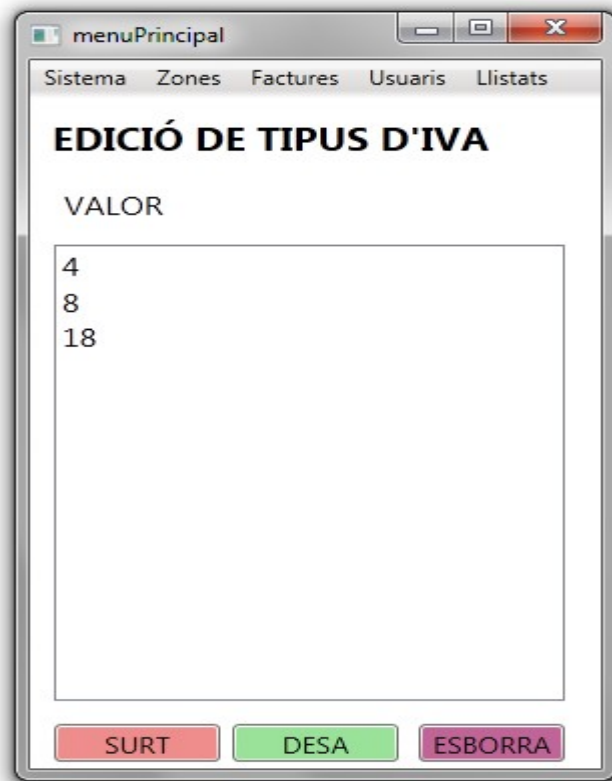 menuPrincipal
Sistema Zones Factures Usuaris Llistats
EDICIÓ DE TIPUS D'IVA
VALOR
4
8
18
SURT DESA ESBORRA